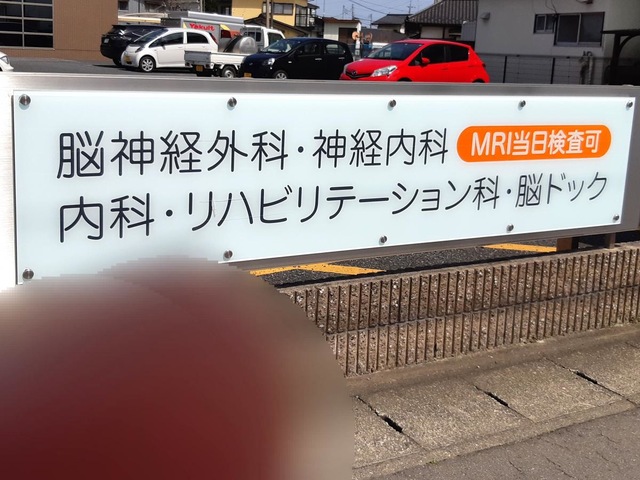 Yakult
脳神経外科・神経内科 MRI当日検査可
内科・リハビリテーション科・脳ドック